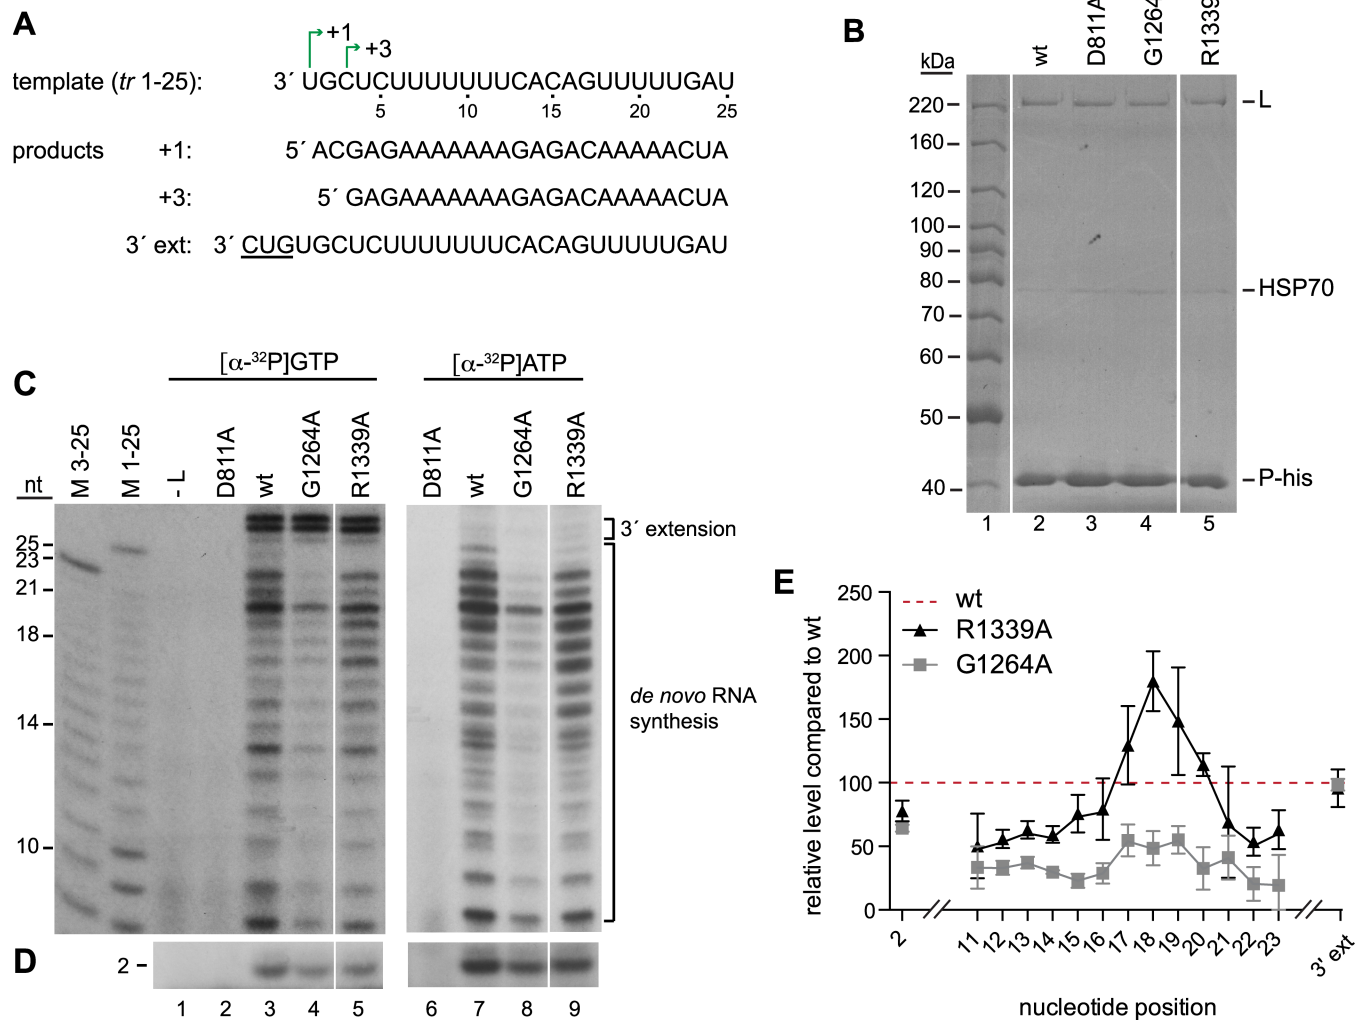 A
+1
+3
template (tr 1-25):
3´ UGCUCUUUUUUUCACAGUUUUUGAU
5 10 15 20 25
products +1: 5´ ACGAGAAAAAAAGAGACAAAAACUA
+3: 5´ GAGAAAAAAAGAGACAAAAACUA
3´ ext: 3´ CUGUGCUCUUUUUUUCACAGUUUUUGAU
B
kDa
wt
D811A
G1264
R1339
220
160
120
100
90
80
70
60
50
40
L
HSP70
P-his
1 2 3 4 5
C
[α-³²P]GTP
[α-³²P]ATP
nt
M 3-25
M 1-25
- L
D811A
wt
G1264A
R1339A
D811A
wt
G1264A
R1339A
25
23
21
18
14
10
3´ extension
de novo RNA
synthesis
D
2
1 2 3 4 5 6 7 8 9
E
relative level compared to wt
250
200
150
100
50
0
wt
R1339A
G1264A
2 11 12 13 14 15 16 17 18 19 20 21 22 23 3' ext
nucleotide position